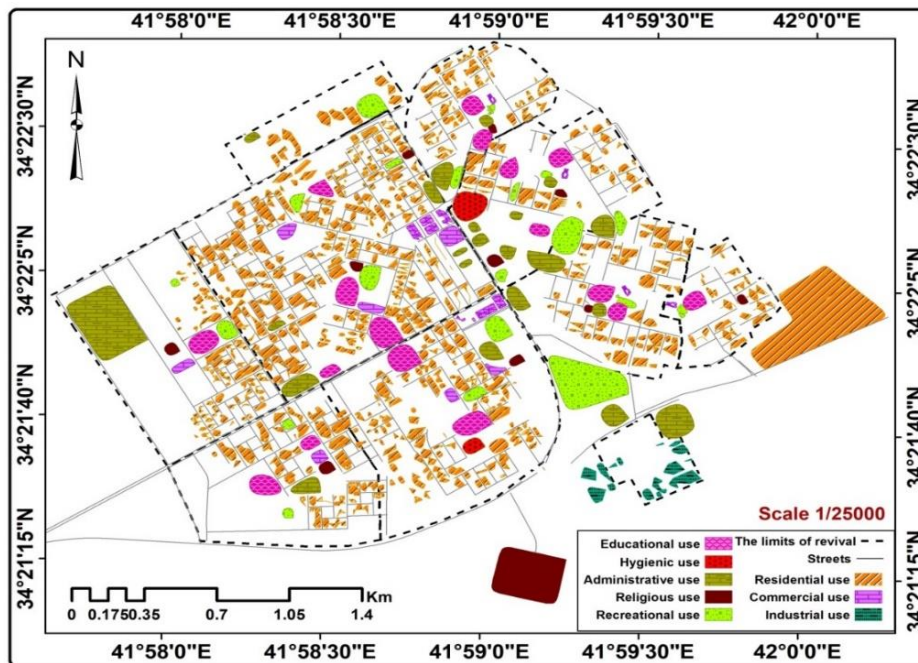 41°58'0"E 41°58'30"E 41°59'0"E 41°59'30"E 42°0'0"E
N
34°22'30"N 34°22'30"N
34°22'5"N 34°22'5"N
34°21'40"N 34°21'40"N
34°21'15"N 34°21'15"N
Scale 1/25000
Educational use The limits of revival
Hygienic use Streets
Administrative use Residential use
Religious use Commercial use
Recreational use Industrial use
Km
0 0.1750.35 0.7 1.05 1.4
41°58'0"E 41°58'30"E 41°59'0"E 41°59'30"E 42°0'0"E